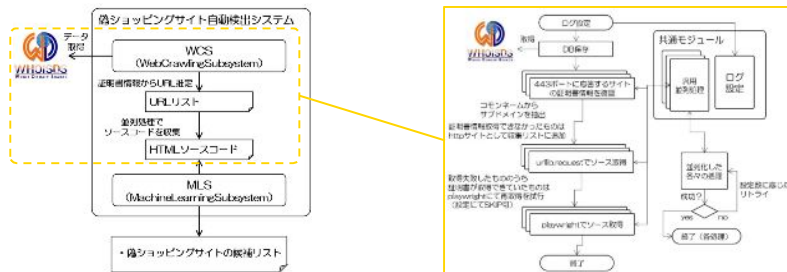 偽ショッピングサイト自動検出システム
データ
取得
WHOISDS
WCS
(WebCrawlingSubsystem)
証明書情報からURL推定
URLリスト
並列処理で
ソースコードを収集
HTMLソースコード
MLS
(MachineLearningSubsystem)
・偽ショッピングサイトの候補リスト
ログ設定
取得
WHOISDS
DB保存
443ポートに応答するサイト
の証明書情報を確認
コモンネームから
サブドメインを抽出
証明書情報取得できなかったものは
httpサイトとして収集リストに追加
urllib.requestでソース取得
取得失敗したもののうち
証明書が取得できていたものは
playwrightにて再取得を試行
(設定にてSKIP可)
playwrightでソース取得
終了
共通モジュール
汎用
並列処理
ログ
設定
並列化した
各々の処理
成功?
yes
no
設定数に応じた
リトライ
終了(各処理)